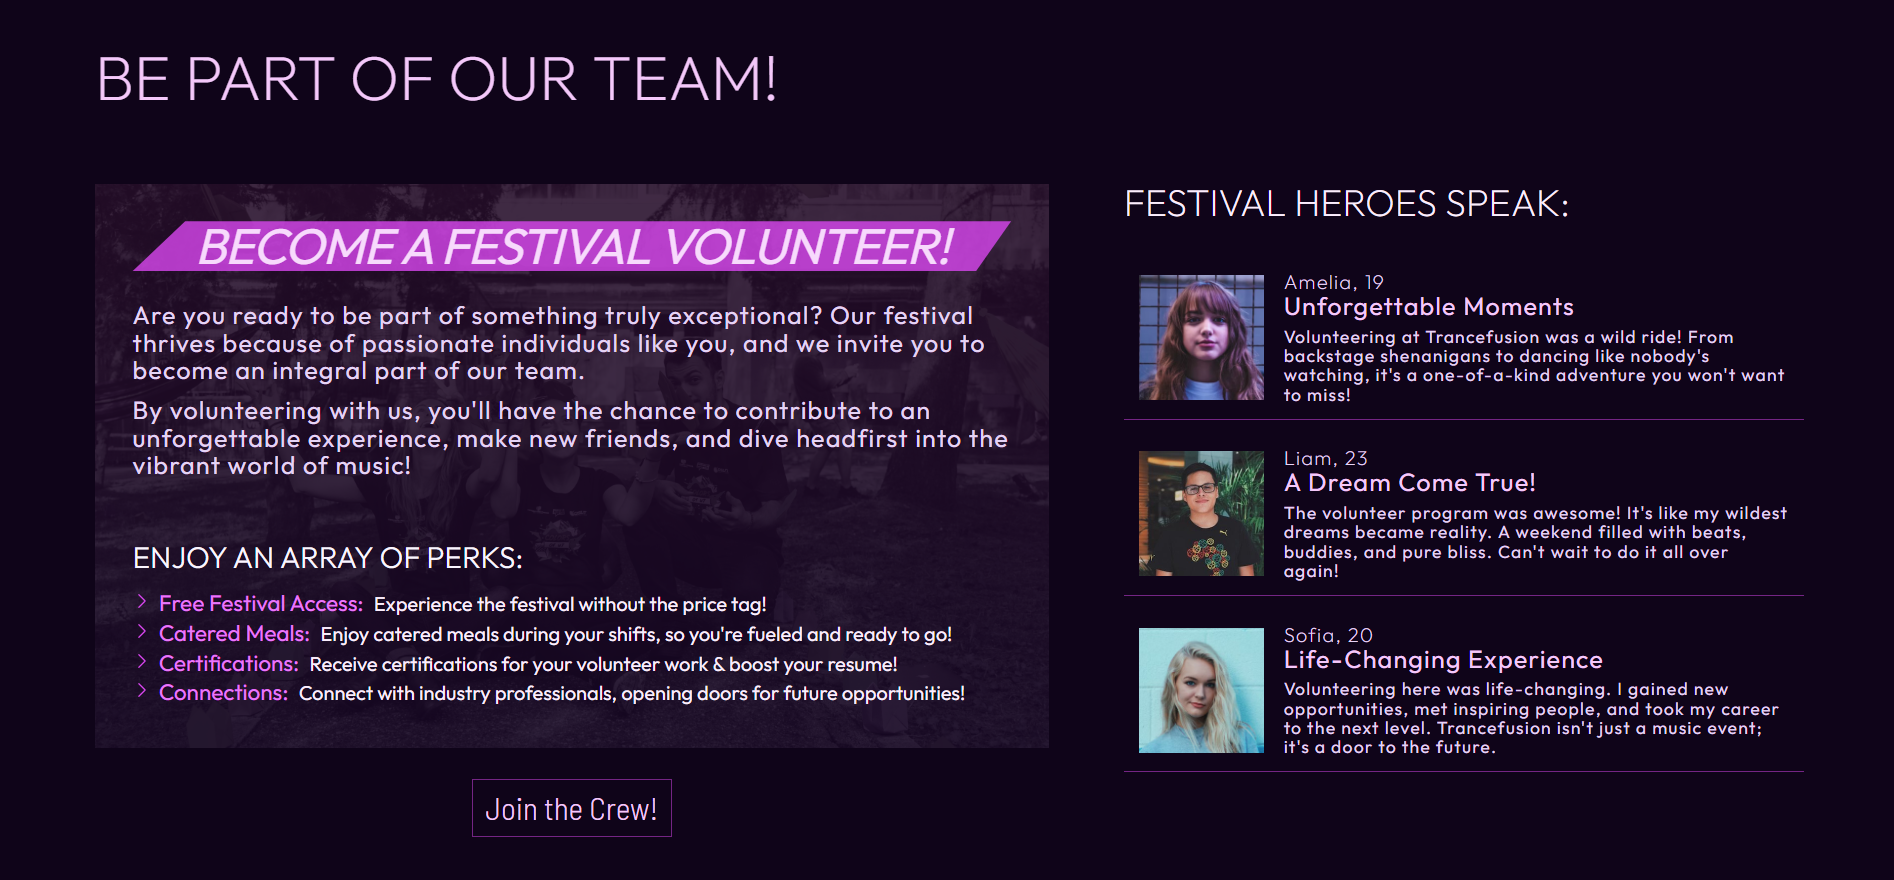 BE PART OF OUR TEAM!
BECOME A FESTIVAL VOLUNTEER!
Are you ready to be part of something truly exceptional? Our festival
thrives because of passionate individuals like you, and we invite you to
become an integral part of our team.
By volunteering with us, you'll have the chance to contribute to an
unforgettable experience, make new friends, and dive headfirst into the
vibrant world of music!
ENJOY AN ARRAY OF PERKS:
Free Festival Access: Experience the festival without the price tag!
Catered Meals: Enjoy catered meals during your shifts, so you're fueled and ready to go!
Certifications: Receive certifications for your volunteer work & boost your resume!
Connections: Connect with industry professionals, opening doors for future opportunities!
Join the Crew!
FESTIVAL HEROES SPEAK:
Amelia, 19
Unforgettable Moments
Volunteering at Trancefusion was a wild ride! From
backstage shenanigans to dancing like nobody's
watching, it's a one-of-a-kind adventure you won't want
to miss!
Liam, 23
A Dream Come True!
The volunteer program was awesome! It's like my wildest
dreams became reality. A weekend filled with beats,
buddies, and pure bliss. Can't wait to do it all over
again!
Sofia, 20
Life-Changing Experience
Volunteering here was life-changing. I gained new
opportunities, met inspiring people, and took my career
to the next level. Trancefusion isn't just a music event;
it's a door to the future.